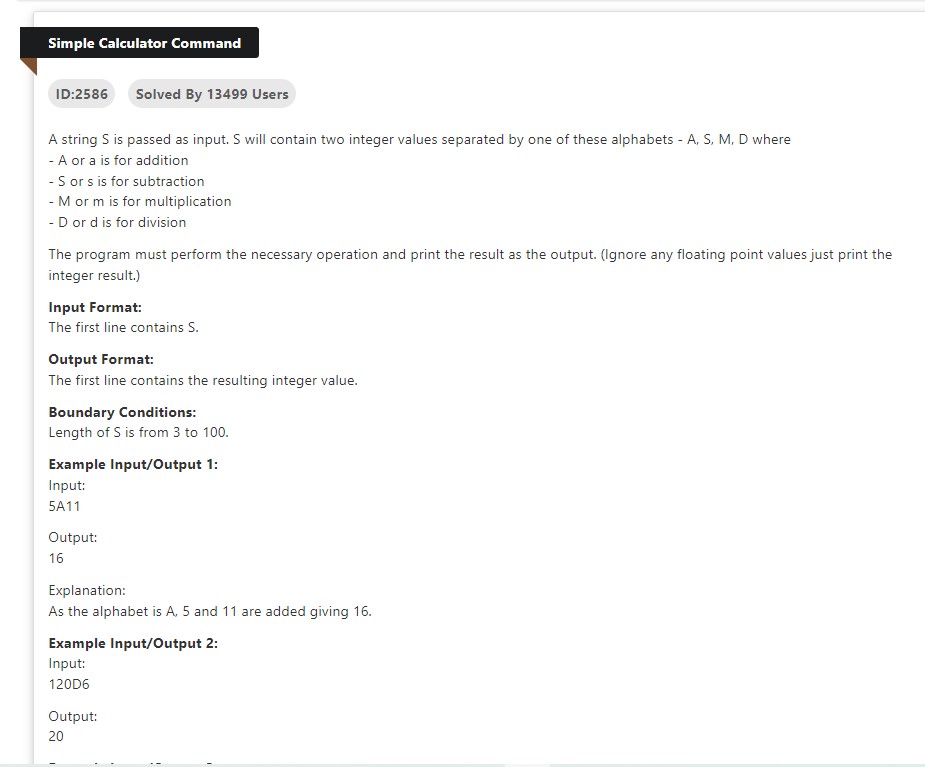 Simple Calculator Command
ID:2586 Solved By 13499 Users
A string S is passed as input. S will contain two integer values separated by one of these alphabets - A, S, M, D where
- A or a is for addition
- S or s is for subtraction
- M or m is for multiplication
- D or d is for division
The program must perform the necessary operation and print the result as the output. (Ignore any floating point values just print the
integer result.)
Input Format:
The first line contains S.
Output Format:
The first line contains the resulting integer value.
Boundary Conditions:
Length of S is from 3 to 100.
Example Input/Output 1:
Input:
5A11
Output:
16
Explanation:
As the alphabet is A, 5 and 11 are added giving 16.
Example Input/Output 2:
Input:
120D6
Output:
20